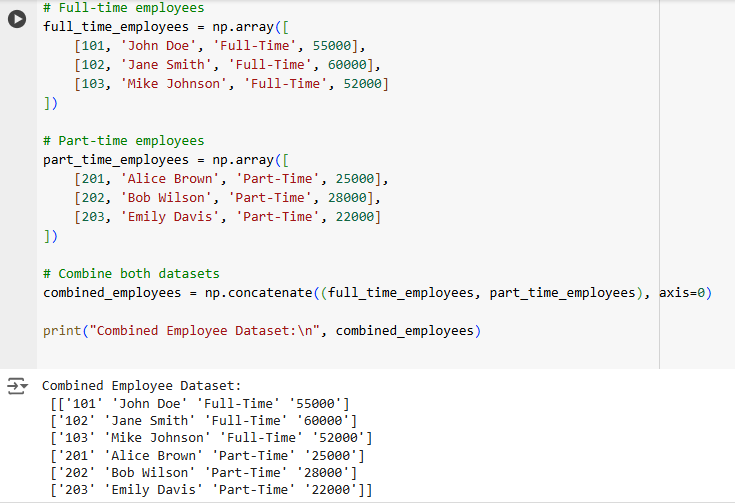 # Full-time employees
full_time_employees = np.array([
    [101, 'John Doe', 'Full-Time', 55000],
    [102, 'Jane Smith', 'Full-Time', 60000],
    [103, 'Mike Johnson', 'Full-Time', 52000]
])

# Part-time employees
part_time_employees = np.array([
    [201, 'Alice Brown', 'Part-Time', 25000],
    [202, 'Bob Wilson', 'Part-Time', 28000],
    [203, 'Emily Davis', 'Part-Time', 22000]
])

# Combine both datasets
combined_employees = np.concatenate((full_time_employees, part_time_employees), axis=0)

print("Combined Employee Dataset:\n", combined_employees)

Combined Employee Dataset:
 [['101' 'John Doe' 'Full-Time' '55000']
 ['102' 'Jane Smith' 'Full-Time' '60000']
 ['103' 'Mike Johnson' 'Full-Time' '52000']
 ['201' 'Alice Brown' 'Part-Time' '25000']
 ['202' 'Bob Wilson' 'Part-Time' '28000']
 ['203' 'Emily Davis' 'Part-Time' '22000']]